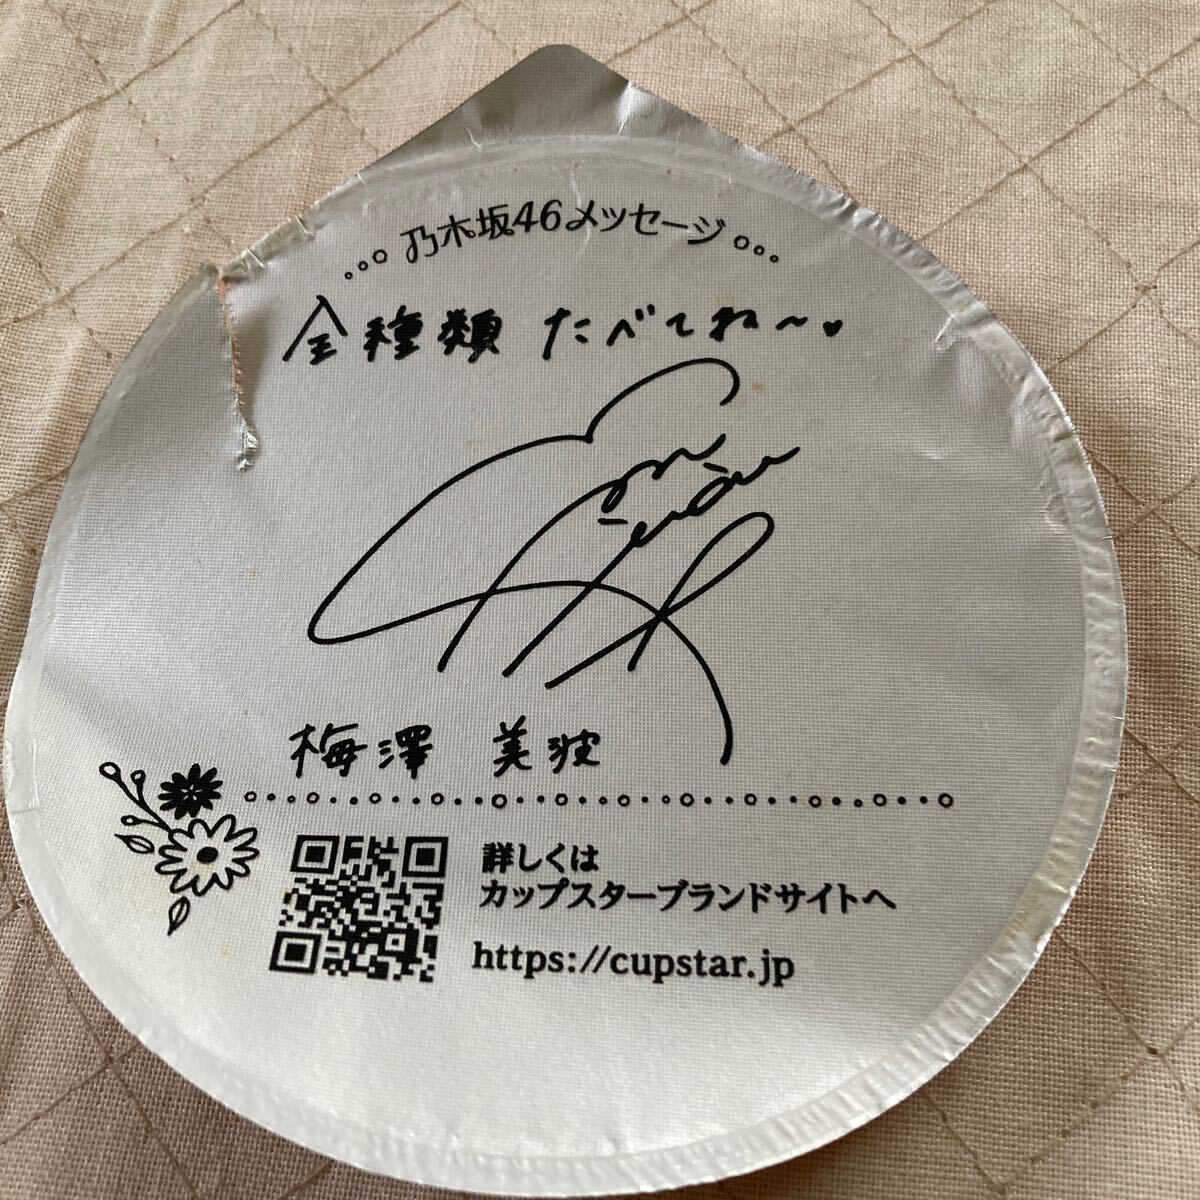 乃木坂46メッセージ
全種類 たべてね〜♥
梅澤 美波
詳しくは
カップスターブランドサイトへ
https://cupstar.jp